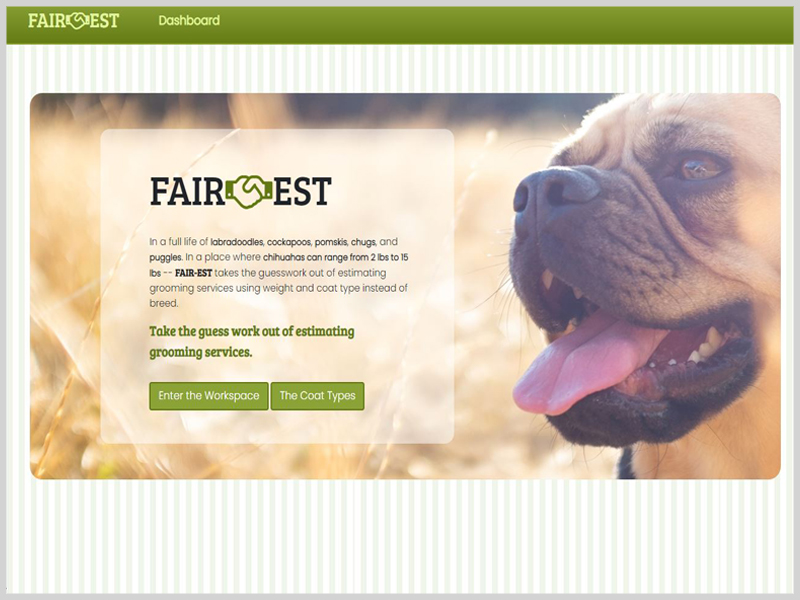 FAIR EST Dashboard
FAIR EST
In a full life of labradoodles, cockapoos, pomskis, chugs, and
puggles. In a place where chihuahas can range from 2 lbs to 15
lbs -- FAIR-EST takes the guesswork out of estimating
grooming services using weight and coat type instead of
breed.
Take the guess work out of estimating
grooming services.
Enter the Workspace The Coat Types